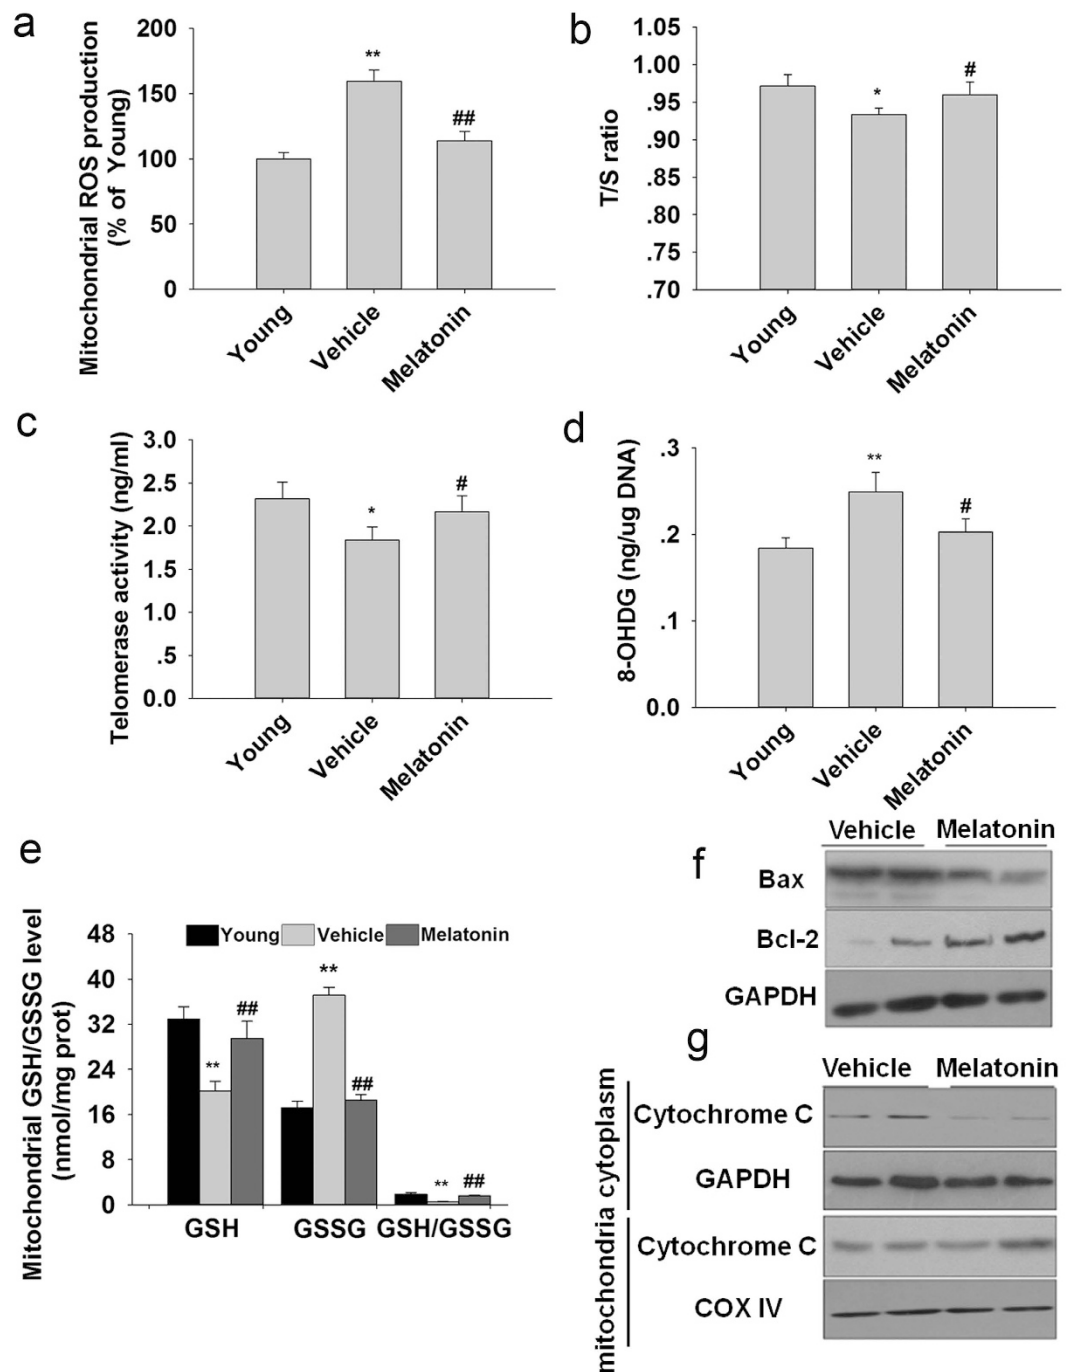 a
Mitochondrial ROS production
(% of Young)
200
150
100
50
0
**
##
Young
Vehicle
Melatonin
b
T/S ratio
1.05
1.00
.95
.90
.85
.80
.75
.70
*
#
Young
Vehicle
Melatonin
c
Telomerase activity (ng/ml)
3.0
2.5
2.0
1.5
1.0
.5
0.0
*
#
Young
Vehicle
Melatonin
d
8-OHDG (ng/ug DNA)
.3
.2
.1
0.0
**
#
Young
Vehicle
Melatonin
e
Mitochondrial GSH/GSSG level
(nmol/mg prot)
48
40
32
24
16
8
0
Young Vehicle Melatonin
**
##
**
##
**
##
GSH GSSG GSH/GSSG
f
Vehicle Melatonin
Bax
Bcl-2
GAPDH
g
Vehicle Melatonin
cytoplasm
Cytochrome C
GAPDH
mitochondria
Cytochrome C
COX IV